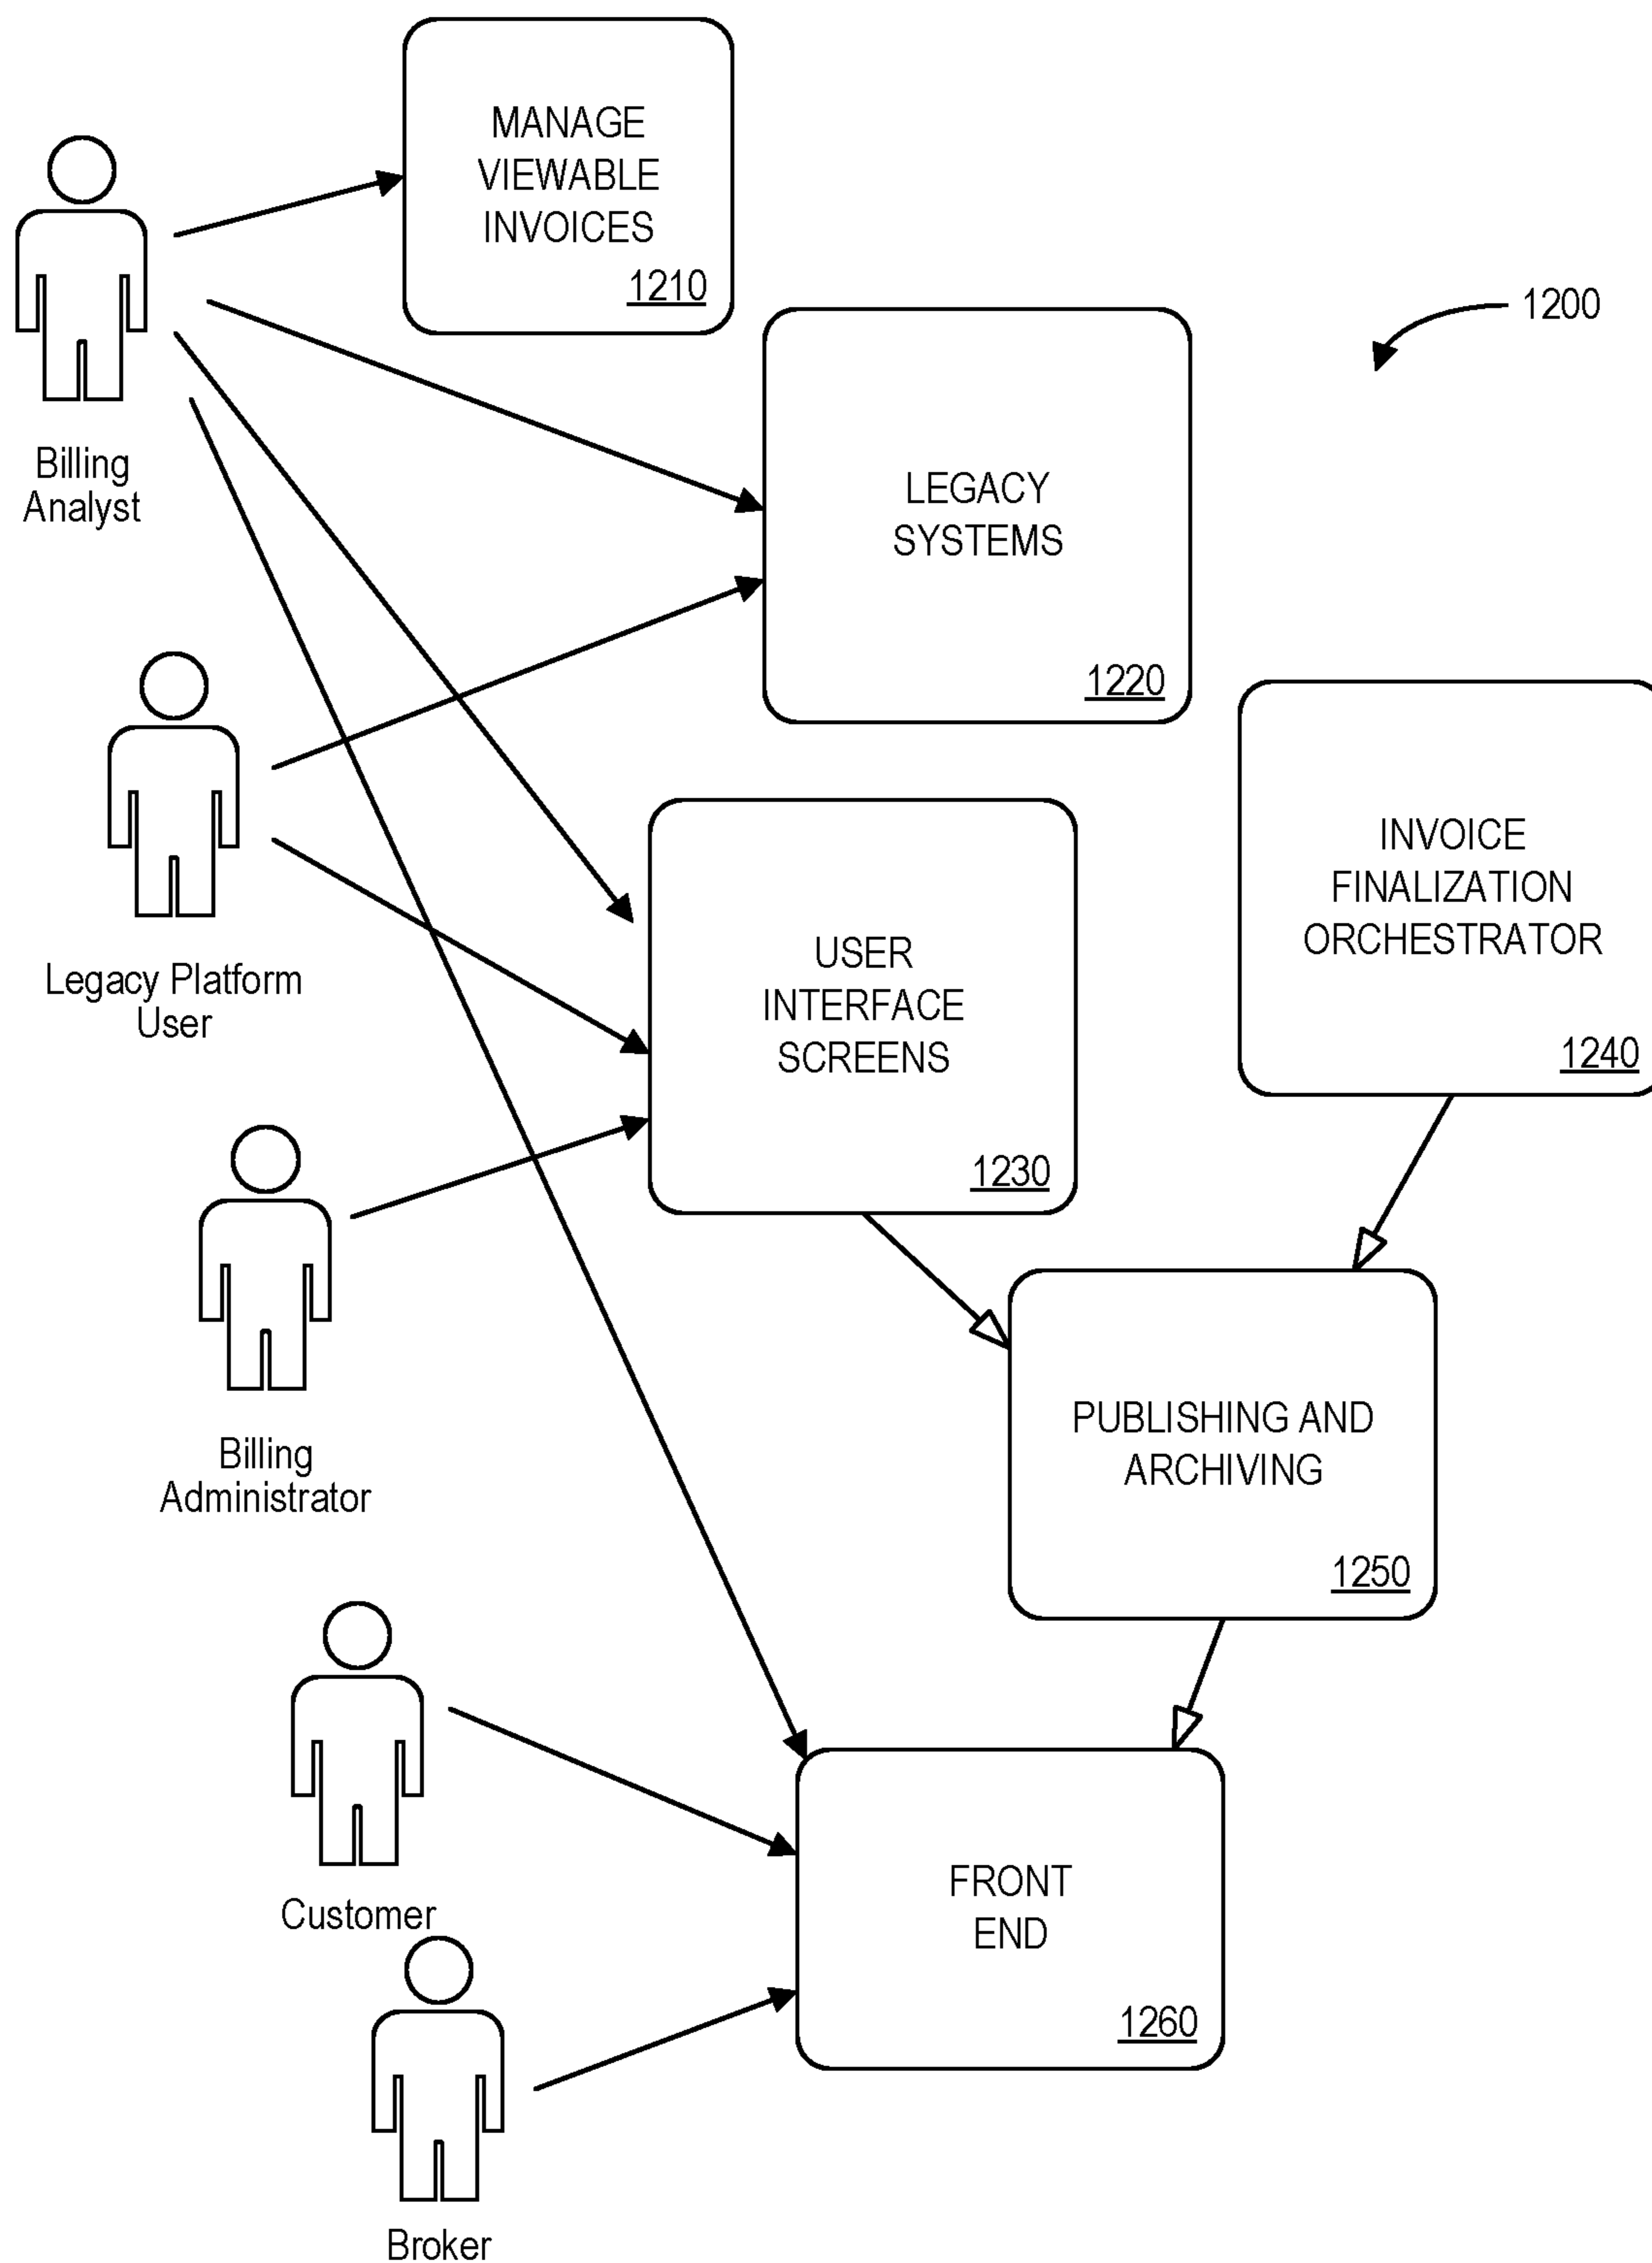 MANAGE
VIEWABLE
INVOICES
1210
1200
Billing
Analyst
LEGACY
SYSTEMS
1220
Legacy Platform
User
USER
INTERFACE
SCREENS
1230
INVOICE
FINALIZATION
ORCHESTRATOR
1240
Billing
Administrator
PUBLISHING AND
ARCHIVING
1250
Customer
FRONT
END
1260
Broker